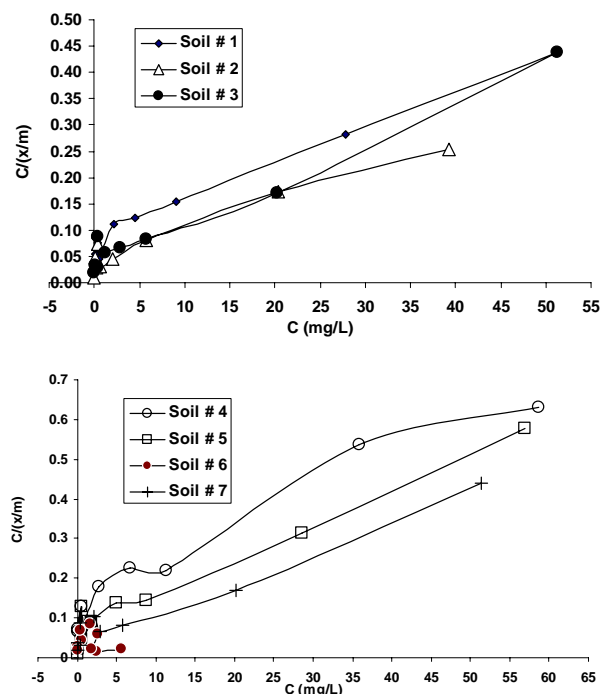 0.50
0.45
0.40
0.35
0.30
0.25
0.20
0.15
0.10
0.05
0.00
C/(x/m)
Soil # 1
Soil # 2
Soil # 3
-5 0 5 10 15 20 25 30 35 40 45 50 55
C (mg/L)
0.7
0.6
0.5
0.4
0.3
0.2
0.1
0
C/(x/m)
Soil # 4
Soil # 5
Soil # 6
Soil # 7
-5 0 5 10 15 20 25 30 35 40 45 50 55 60 65
C (mg/L)